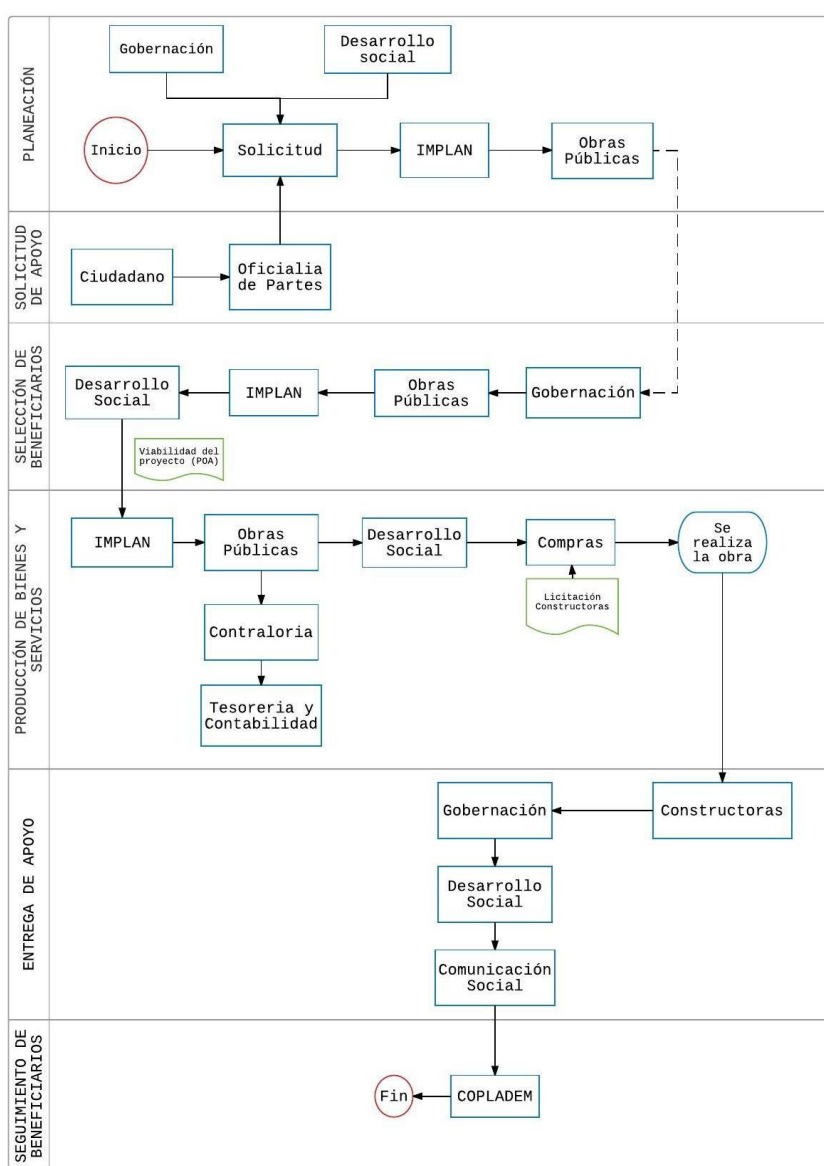 PLANEACIÓN
Gobernación
Desarrollo
social
Inicio
Solicitud
IMPLAN
Obras
Públicas
SOLICITUD
DE APOYO
Ciudadano
Oficialia
de Partes
SELECCIÓN DE
BENEFICIARIOS
Desarrollo
Social
IMPLAN
Obras
Públicas
Gobernación
Viabilidad del
proyecto (POA)
PRODUCCIÓN DE BIENES Y
SERVICIOS
IMPLAN
Obras
Públicas
Desarrollo
Social
Compras
Se
realiza
la obra
Licitación
Constructoras
Contraloria
Tesoreria y
Contabilidad
ENTREGA DE APOYO
Gobernación
Constructoras
Desarrollo
Social
Comunicación
Social
SEGUIMIENTO DE
BENEFICIARIOS
Fin
COPLADEM